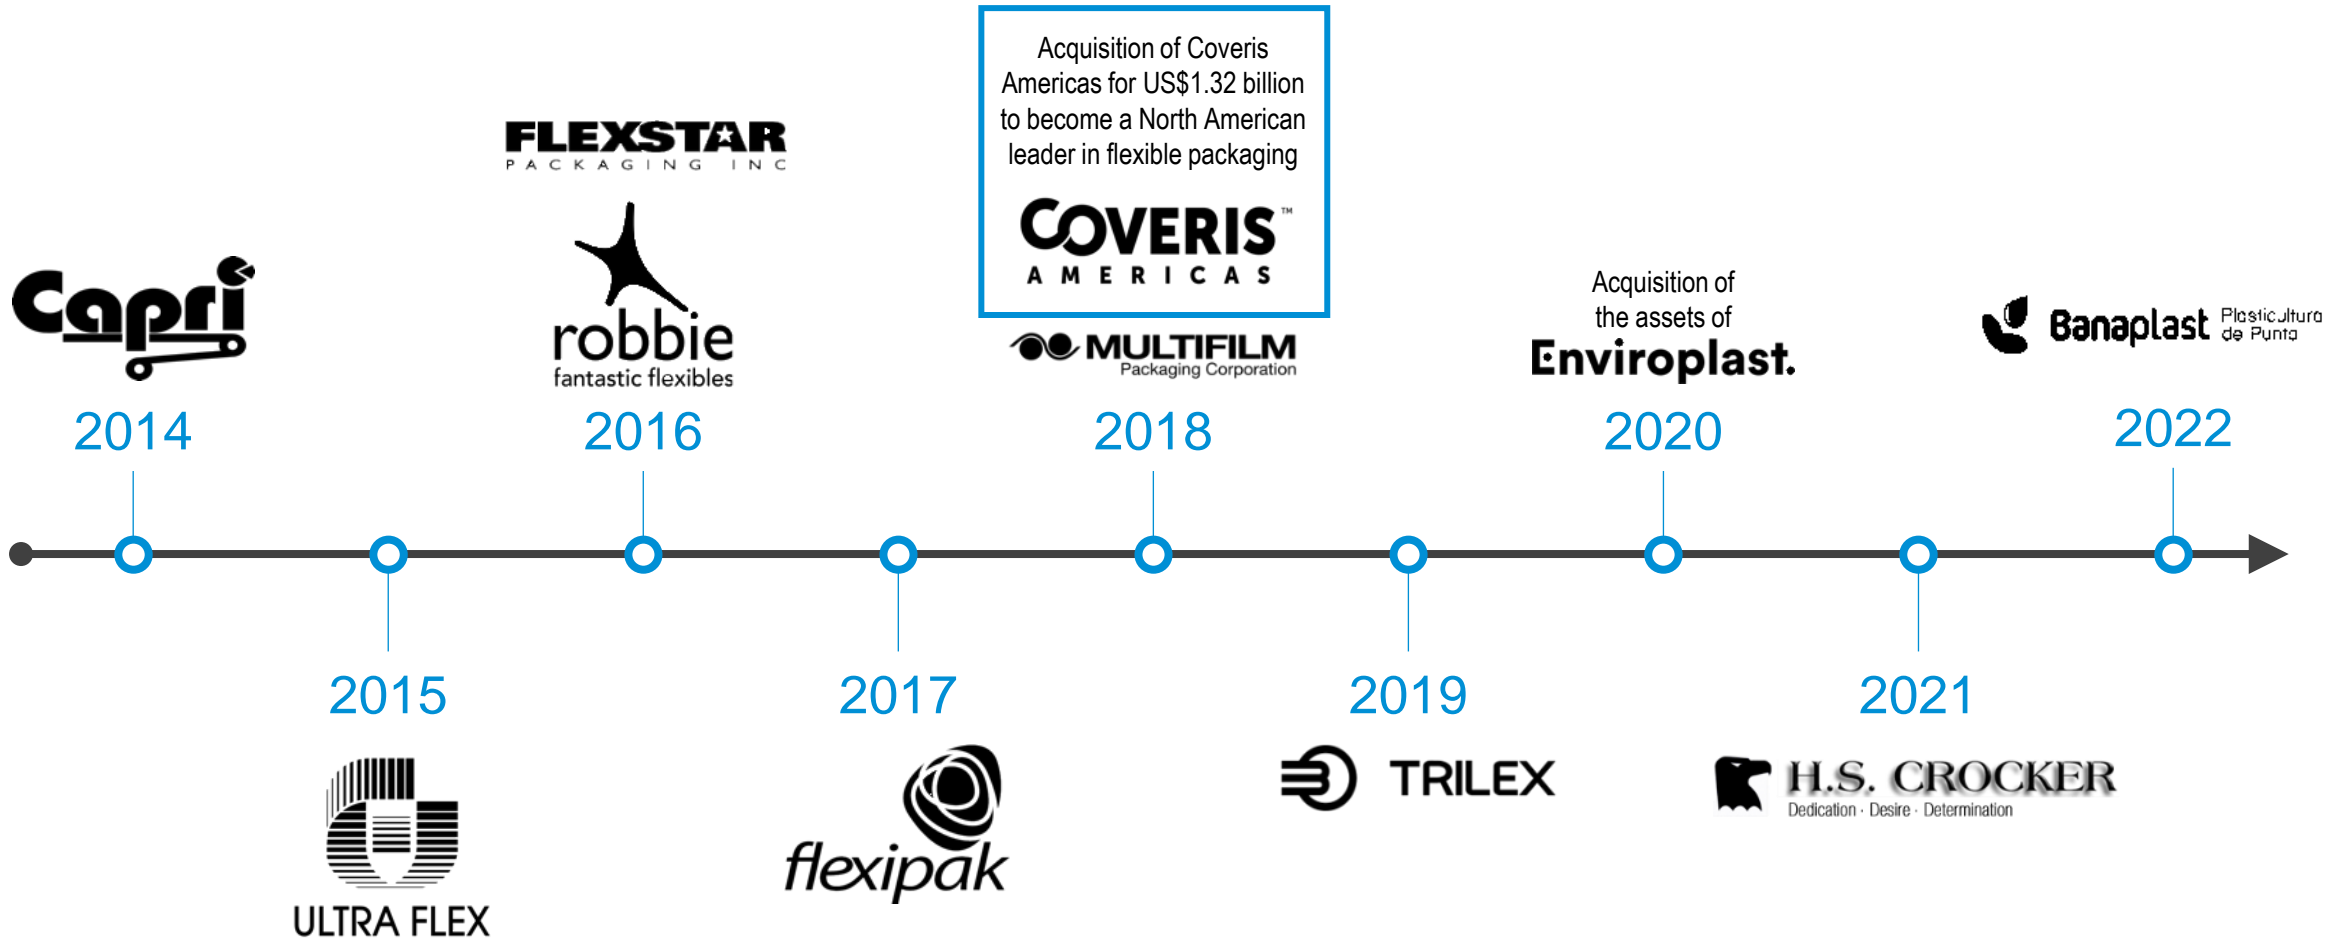 Capri
2014
ULTRA FLEX
2015
FLEXSTAR
PACKAGING INC
robbie
fantastic flexibles
2016
2017
flexipak
Acquisition of Coveris
Americas for US$1.32 billion
to become a North American
leader in flexible packaging
COVERIS™
AMERICAS
MULTIFILM
Packaging Corporation
2018
2019
TRILEX
Acquisition of
the assets of
Enviroplast.
2020
2021
H.S. CROCKER
Dedication · Desire · Determination
Banaplast
Plasticultura
de Punta
2022